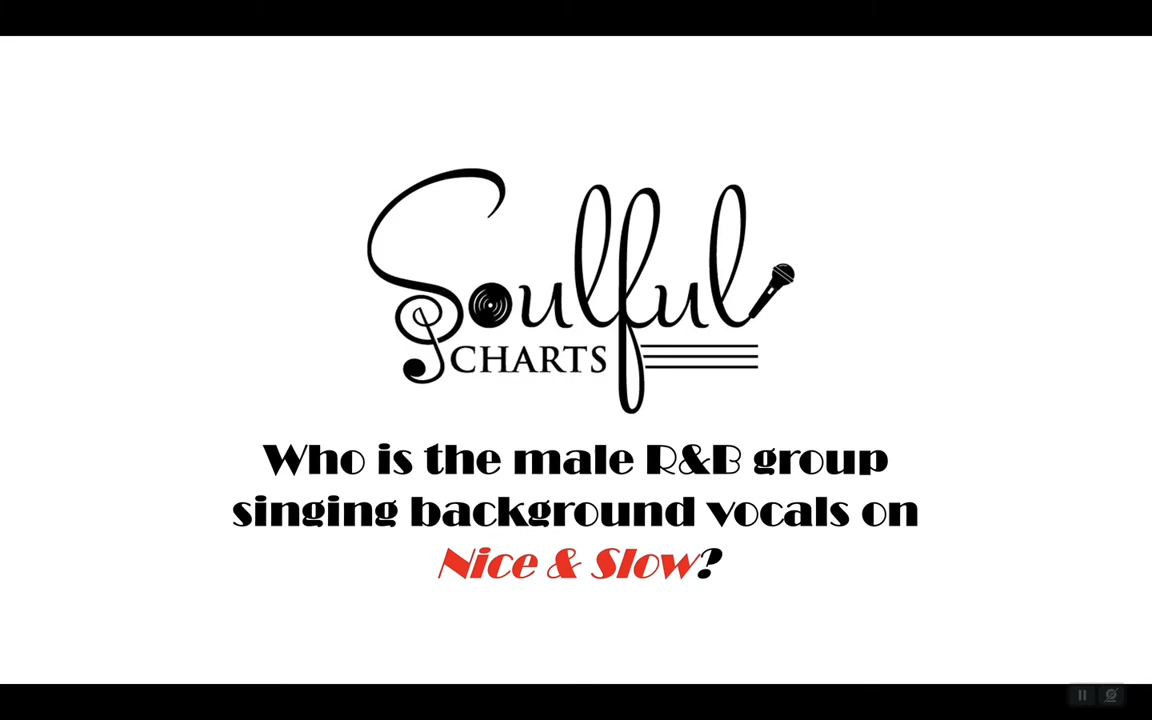 Soulful
CHARTS
Who is the male R&B group
singing background vocals on
Nice & Slow?